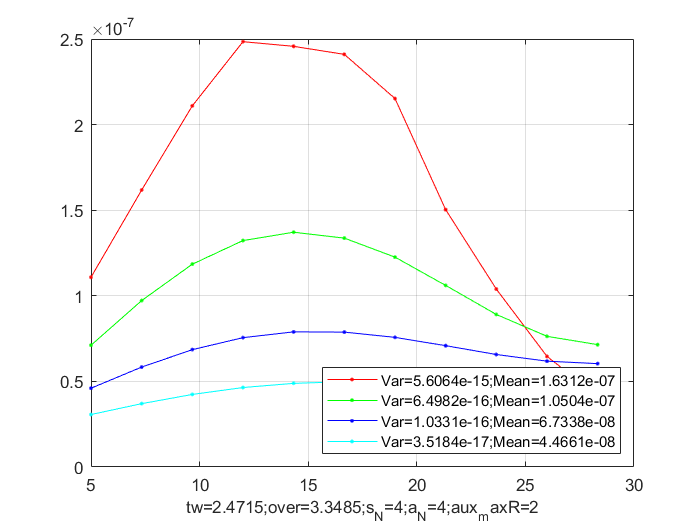 ×10-7
2.5
2
1.5
1
0.5
0
Var=5.6064e-15;Mean=1.6312e-07
Var=6.4982e-16;Mean=1.0504e-07
Var=1.0331e-16;Mean=6.7338e-08
Var=3.5184e-17;Mean=4.4661e-08
5 10 15 20 25 30
tw=2.4715;over=3.3485;sN=4;aN=4;auxmaxR=2